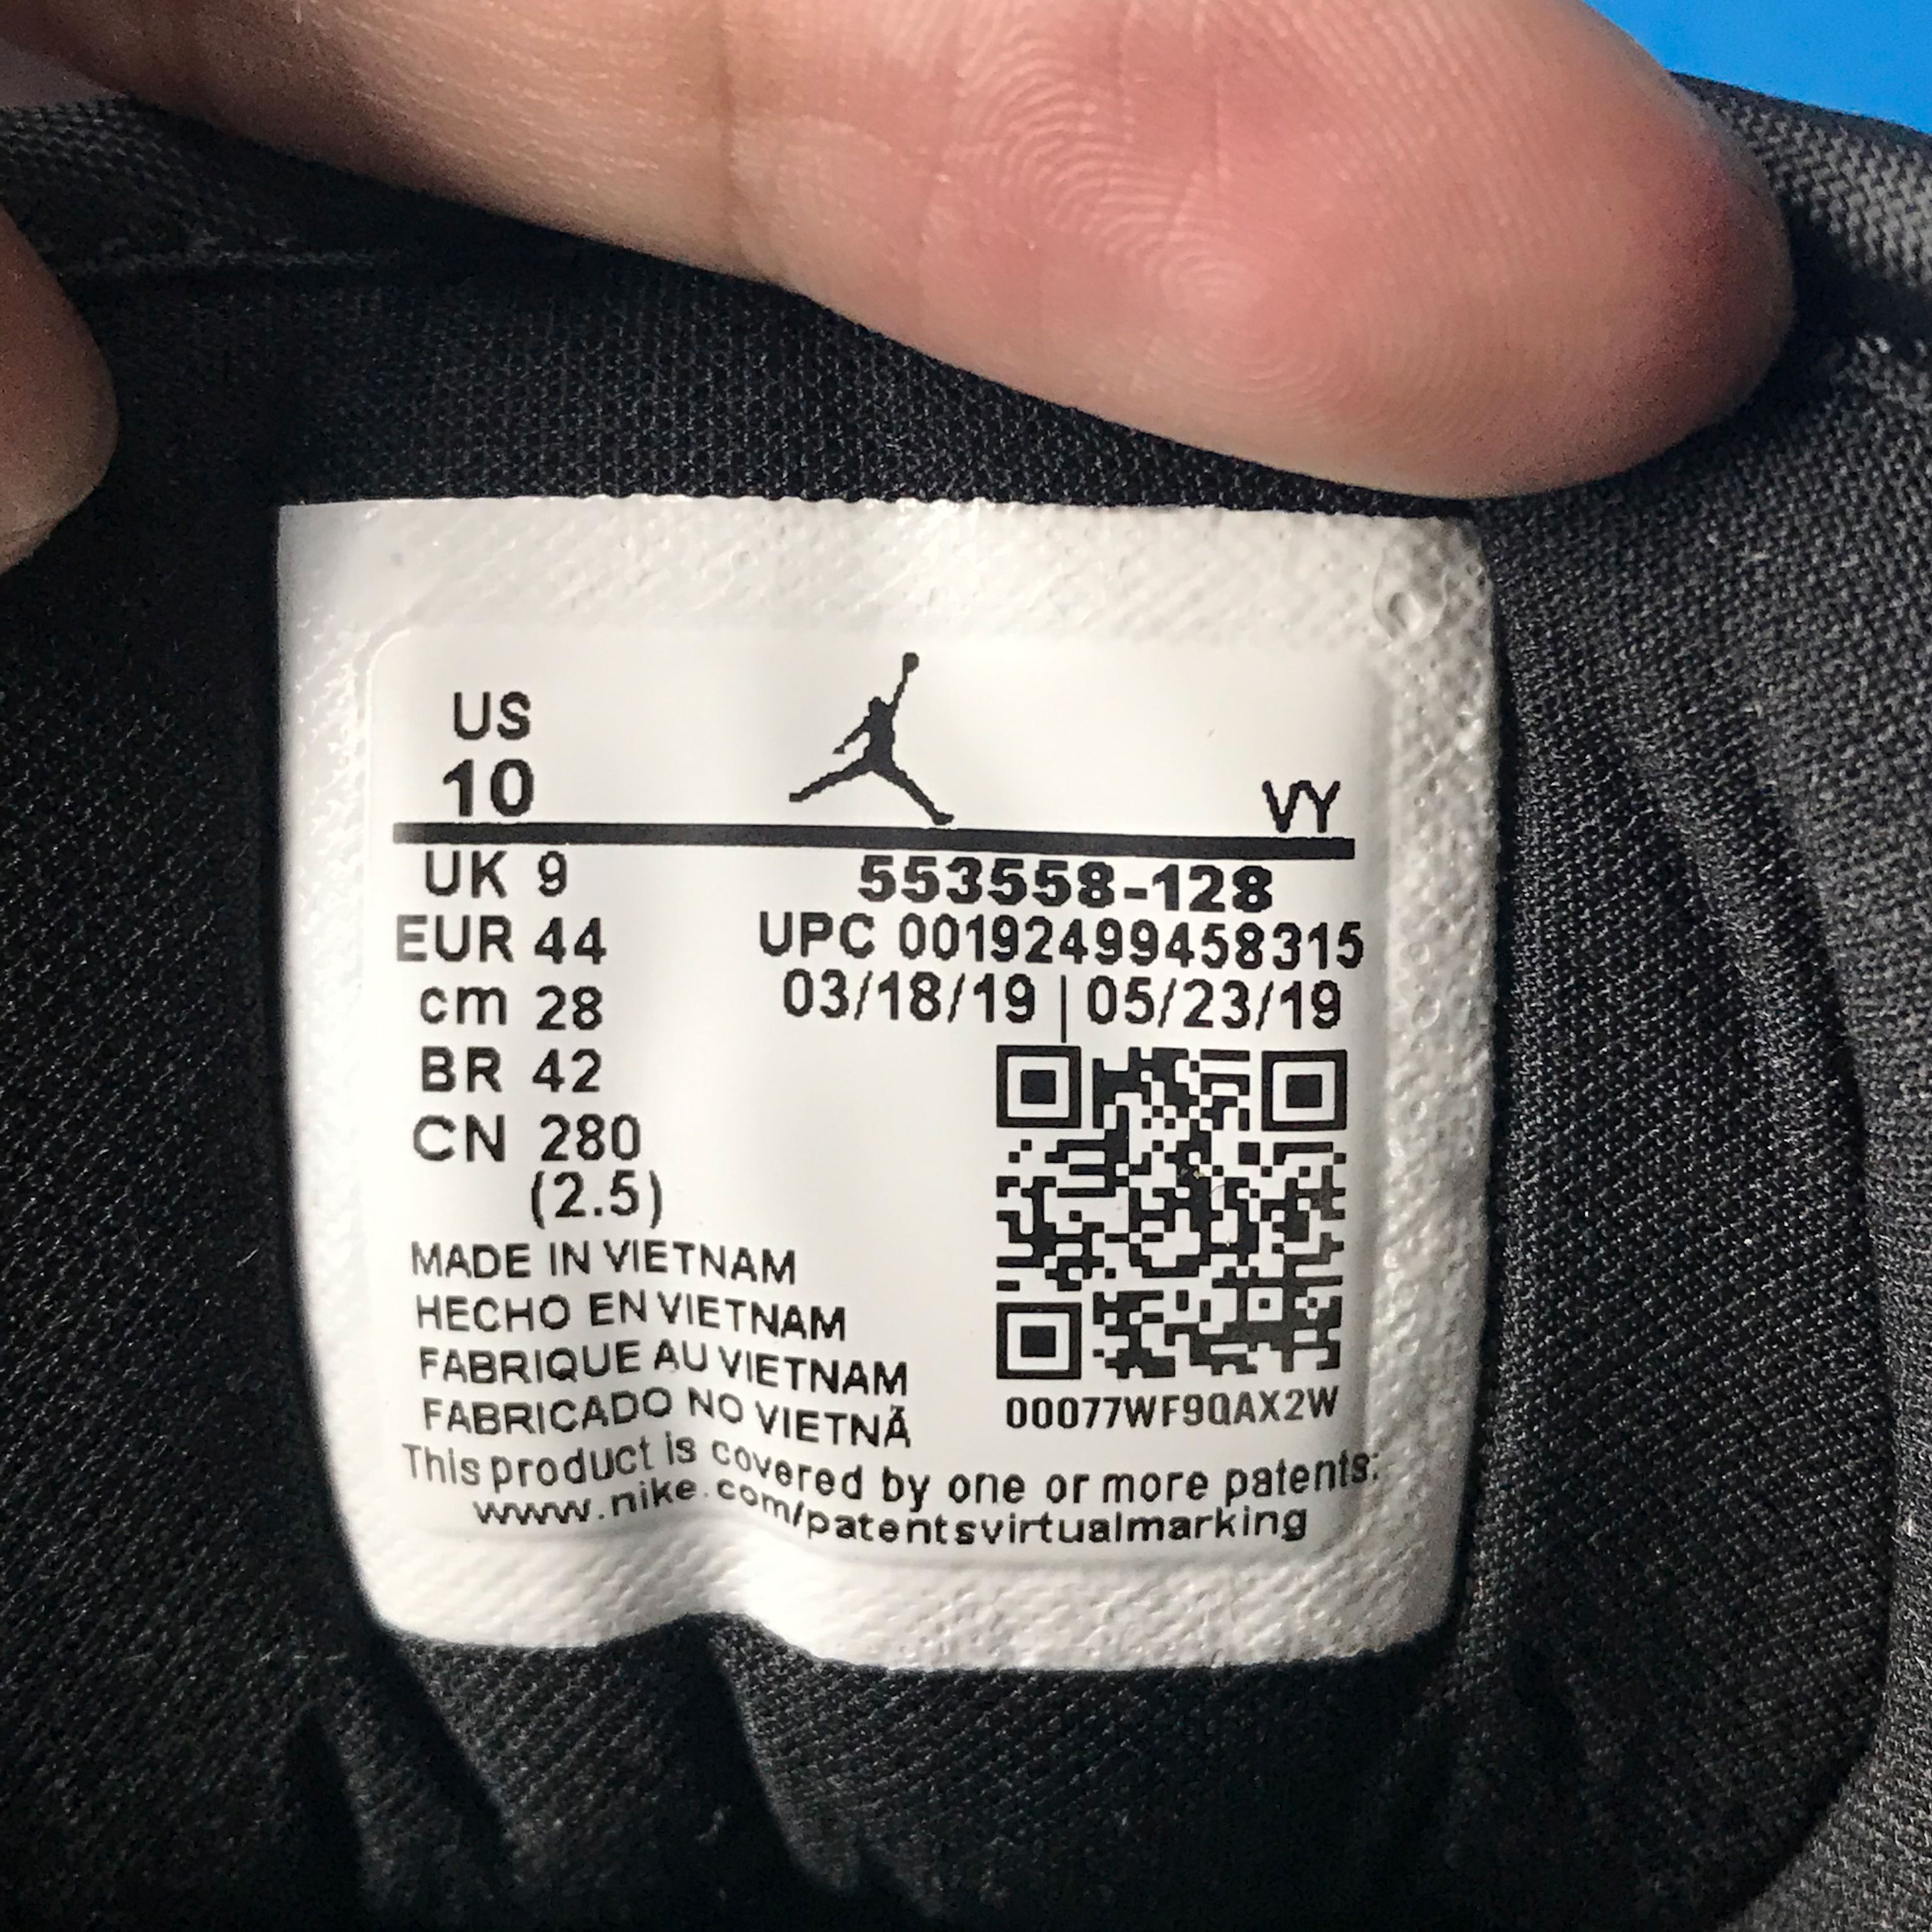 US
10
VY
UK 9
553558-128
EUR 44
UPC 00192499458315
cm 28
03/18/19 | 05/23/19
BR 42
CN 280
(2.5)
MADE IN VIETNAM
HECHO EN VIETNAM
FABRIQUE AU VIETNAM
FABRICADO NO VIETNÃ
00077WF9QAX2W
This product is covered by one or more patents:
www.nike.com/patentsvirtualmarking